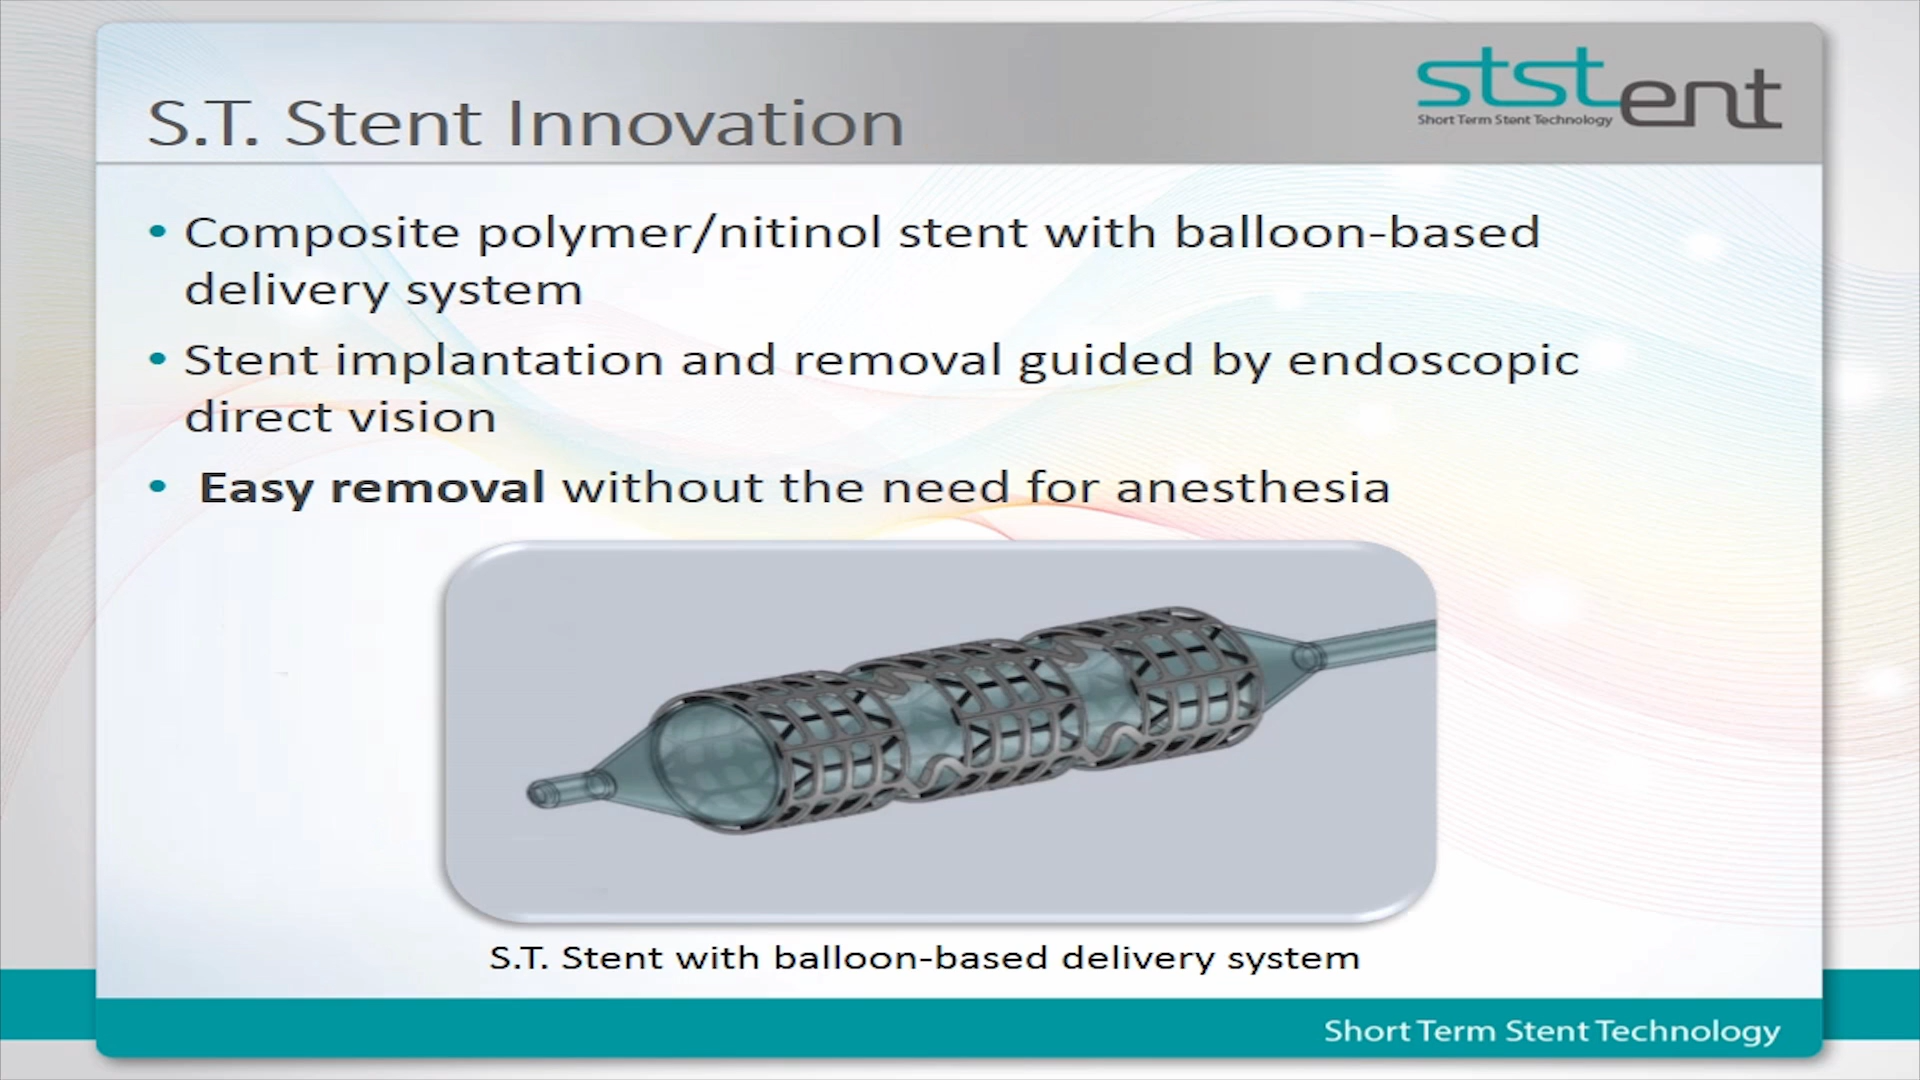 S.T. Stent Innovation
ststent
Short Term Stent Technology
• Composite polymer/nitinol stent with balloon-based
delivery system
• Stent implantation and removal guided by endoscopic
direct vision
• Easy removal without the need for anesthesia
S.T. Stent with balloon-based delivery system
Short Term Stent Technology